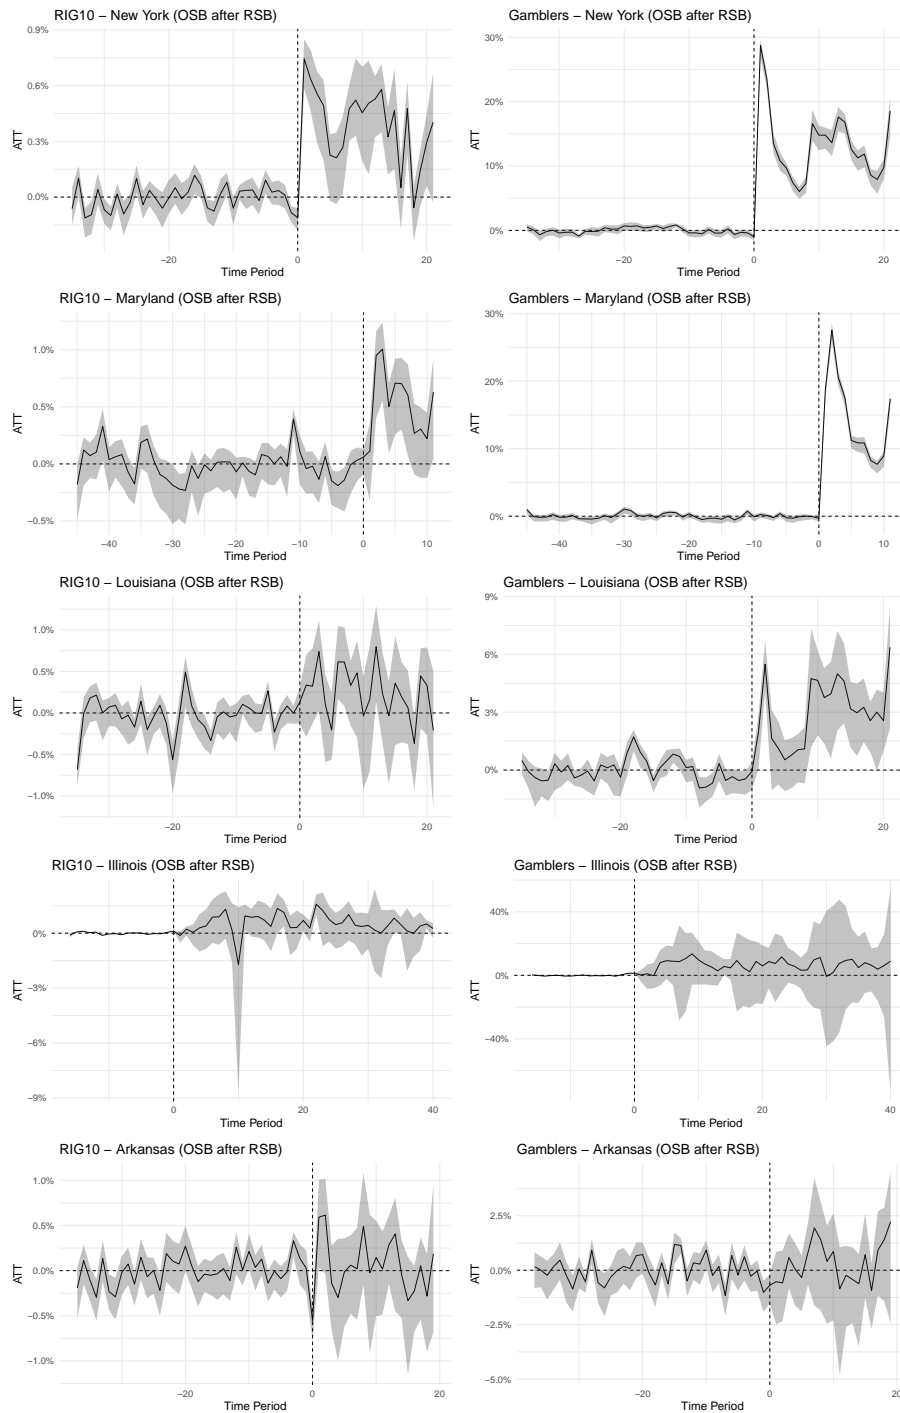 RIG10 – New York (OSB after RSB)
0.9%
0.6%
0.3%
0.0%
ATT
−20
0
20
Time Period
Gamblers – New York (OSB after RSB)
30%
20%
10%
0%
ATT
−20
0
20
Time Period
RIG10 – Maryland (OSB after RSB)
1.0%
0.5%
0.0%
−0.5%
ATT
−40
−30
−20
−10
0
10
Time Period
Gamblers – Maryland (OSB after RSB)
30%
20%
10%
0%
ATT
−40
−30
−20
−10
0
10
Time Period
RIG10 – Louisiana (OSB after RSB)
1.0%
0.5%
0.0%
−0.5%
−1.0%
ATT
−20
0
20
Time Period
Gamblers – Louisiana (OSB after RSB)
9%
6%
3%
0%
ATT
−20
0
20
Time Period
RIG10 – Illinois (OSB after RSB)
0%
−3%
−6%
−9%
ATT
0
20
40
Time Period
Gamblers – Illinois (OSB after RSB)
40%
0%
−40%
ATT
0
20
40
Time Period
RIG10 – Arkansas (OSB after RSB)
1.0%
0.5%
0.0%
−0.5%
−1.0%
ATT
−20
0
20
Time Period
Gamblers – Arkansas (OSB after RSB)
2.5%
0.0%
−2.5%
−5.0%
ATT
−20
0
20
Time Period